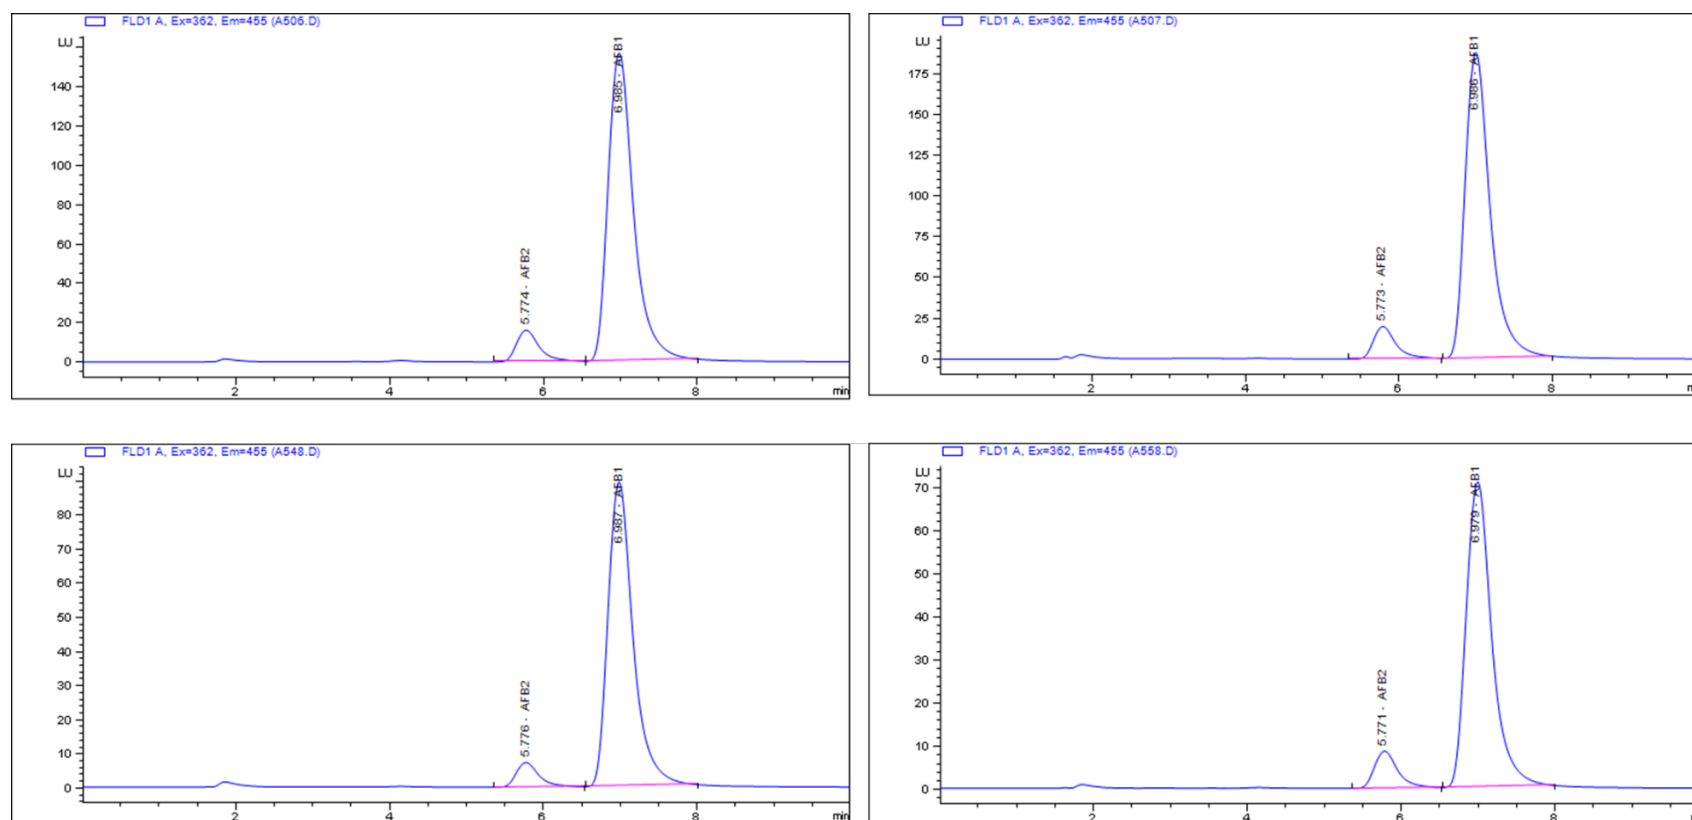 FLD1 A, Ex=362, Em=455 (A506.D)
LU
140
120
100
80
60
40
20
0
5.774 - AFB2
6.985 - AFB1
2
4
6
8
min
FLD1 A, Ex=362, Em=455 (A507.D)
LU
175
150
125
100
75
50
25
0
5.773 - AFB2
6.986 - AFB1
2
4
6
8
FLD1 A, Ex=362, Em=455 (A548.D)
LU
80
70
60
50
40
30
20
10
0
5.776 - AFB2
6.987 - AFB1
2
4
6
8
min
FLD1 A, Ex=362, Em=455 (A558.D)
LU
70
60
50
40
30
20
10
0
5.771 - AFB2
6.979 - AFB1
2
4
6
8